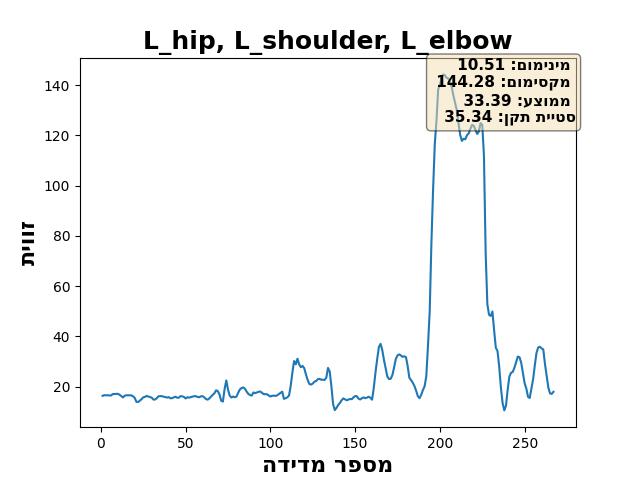 L_hip, L_shoulder, L_elbow
מינימום: 10.51
מקסימום: 144.28
ממוצע: 33.39
סטיית תקן: 35.34
140
120
100
80
60
40
20
זווית
0
50
100
150
200
250
מספר מדידה